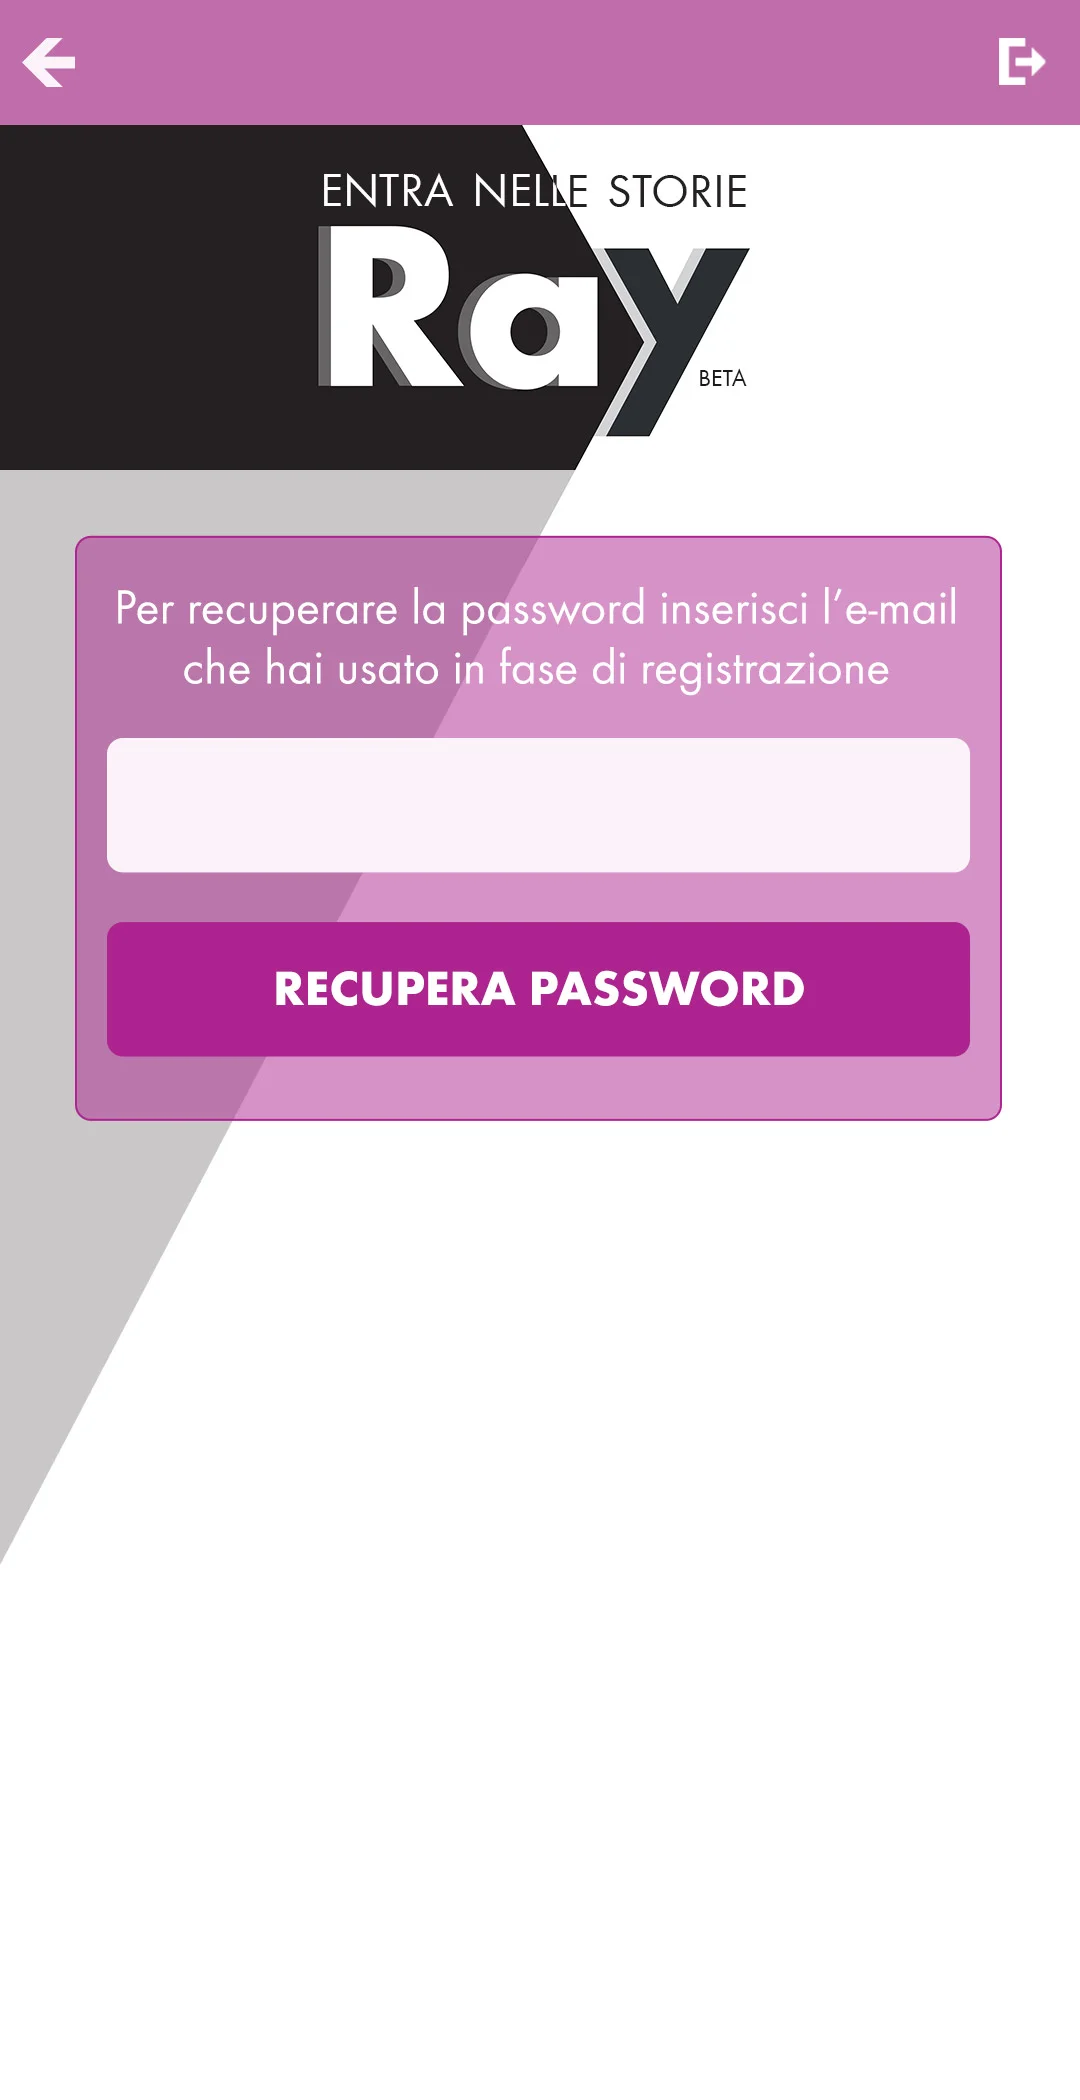 ENTRA NELLE STORIE
Ray
BETA
Per recuperare la password inserisci l’e-mail
che hai usato in fase di registrazione
RECUPERA PASSWORD